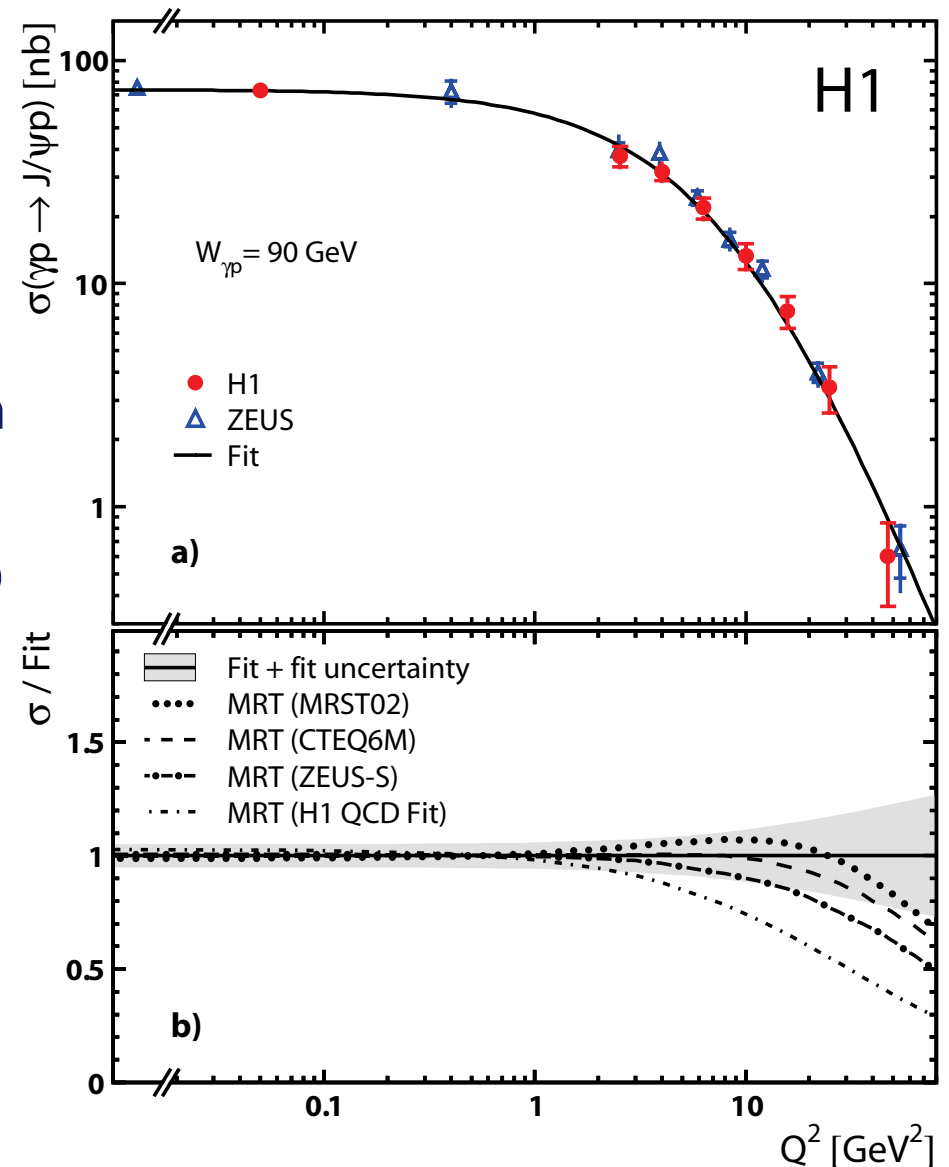 σ(γp → J/ψp) [nb]
100
10
1
H1
W_γp = 90 GeV
H1
ZEUS
Fit
a)
σ / Fit
1.5
1
0.5
0
Fit + fit uncertainty
MRT (MRST02)
MRT (CTEQ6M)
MRT (ZEUS-S)
MRT (H1 QCD Fit)
b)
0.1
1
10
Q² [GeV²]